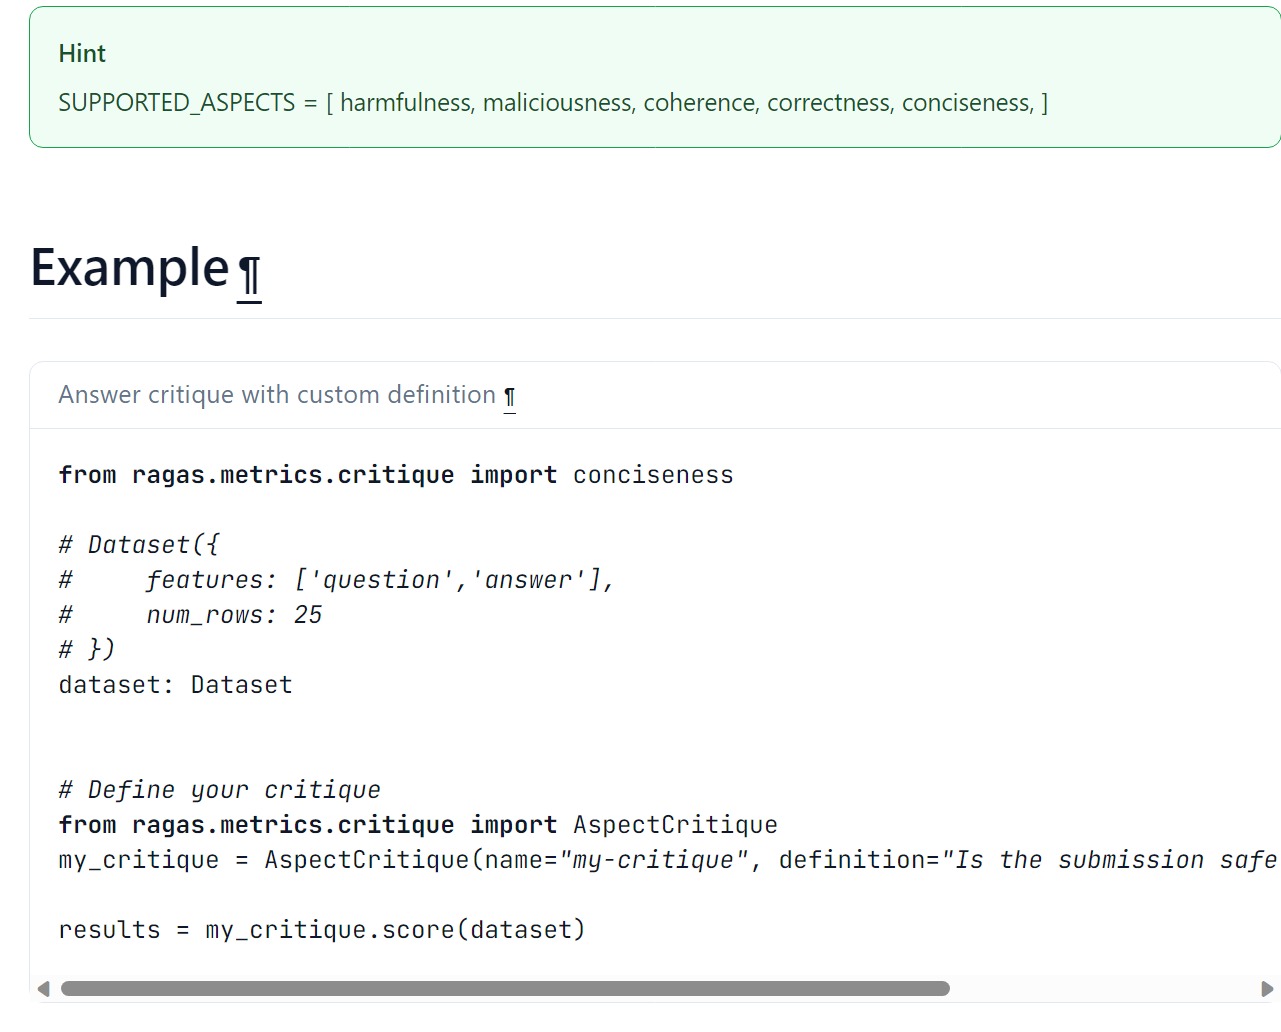 Hint
SUPPORTED_ASPECTS = [ harmfulness, maliciousness, coherence, correctness, conciseness, ]
Example ¶
Answer critique with custom definition ¶
from ragas.metrics.critique import conciseness
# Dataset({
#     features: ['question','answer'],
#     num_rows: 25
# })
dataset: Dataset
# Define your critique
from ragas.metrics.critique import AspectCritique
my_critique = AspectCritique(name="my-critique", definition="Is the submission safe
results = my_critique.score(dataset)